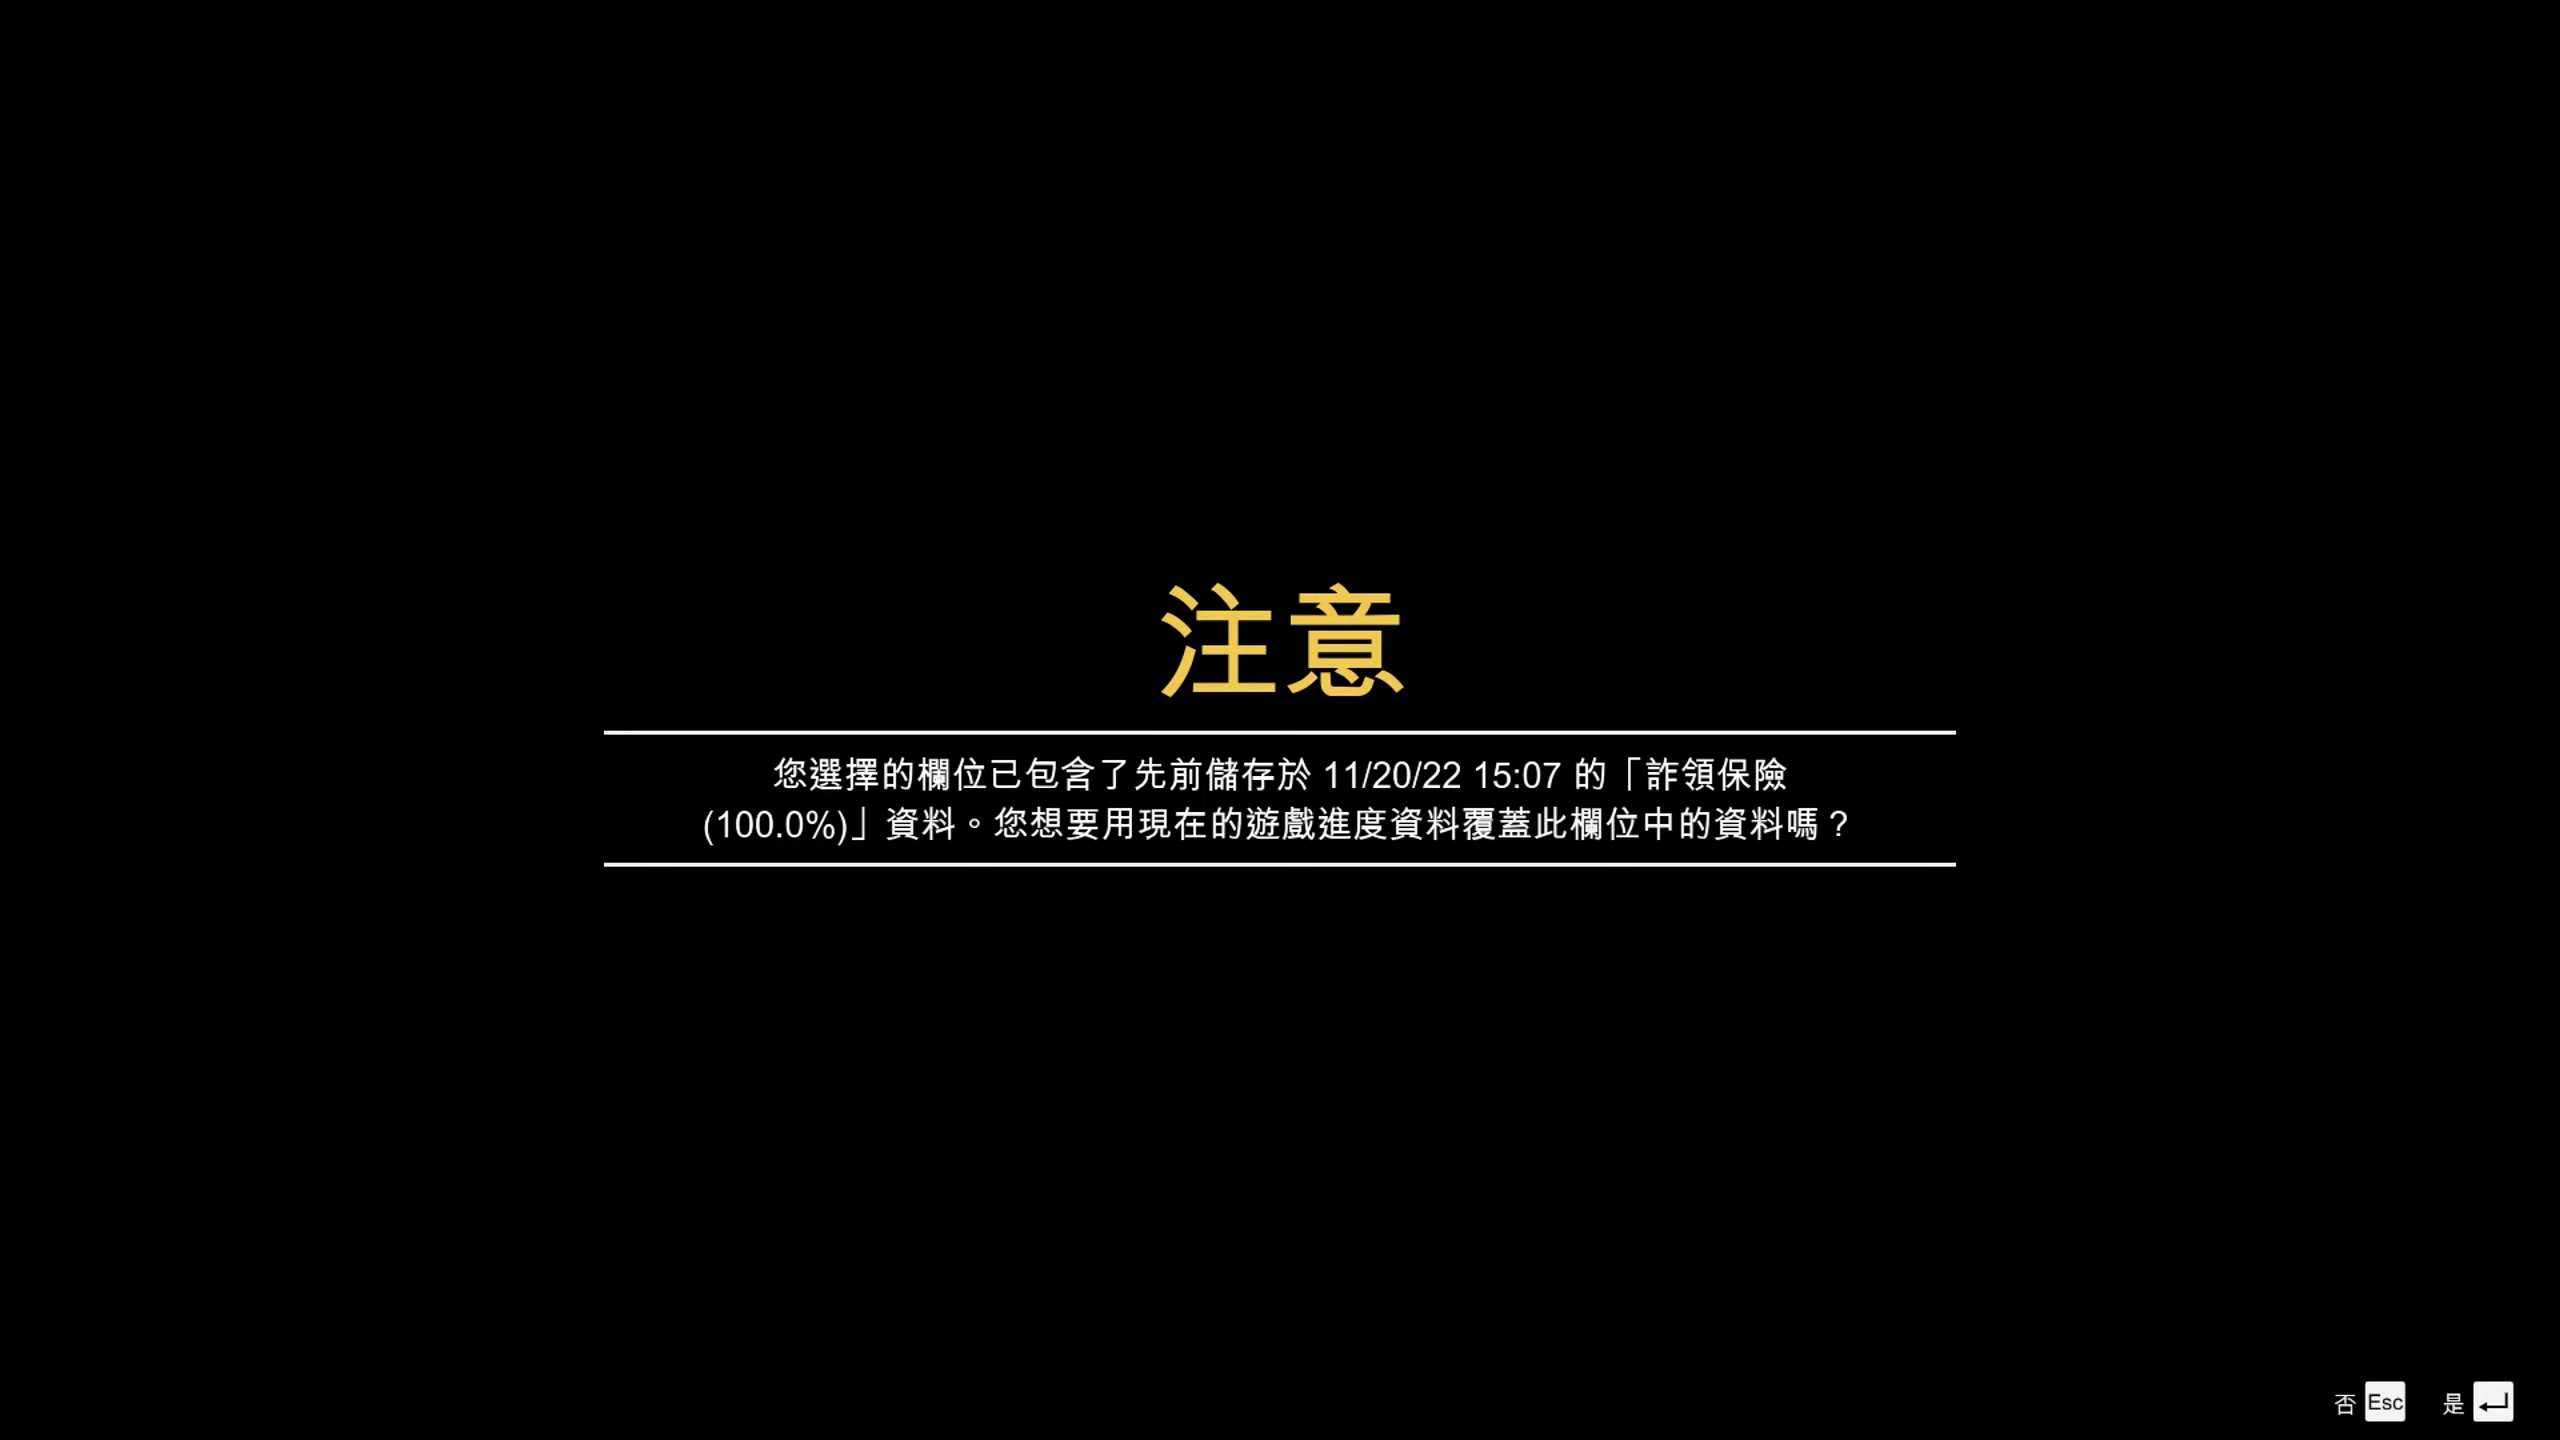 注意
您選擇的欄位已包含了先前儲存於 11/20/22 15:07 的「詐領保險
(100.0%)」資料。您想要用現在的遊戲進度資料覆蓋此欄位中的資料嗎？
否 Esc 是